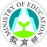 MINISTRY OF EDUCATION
教育部